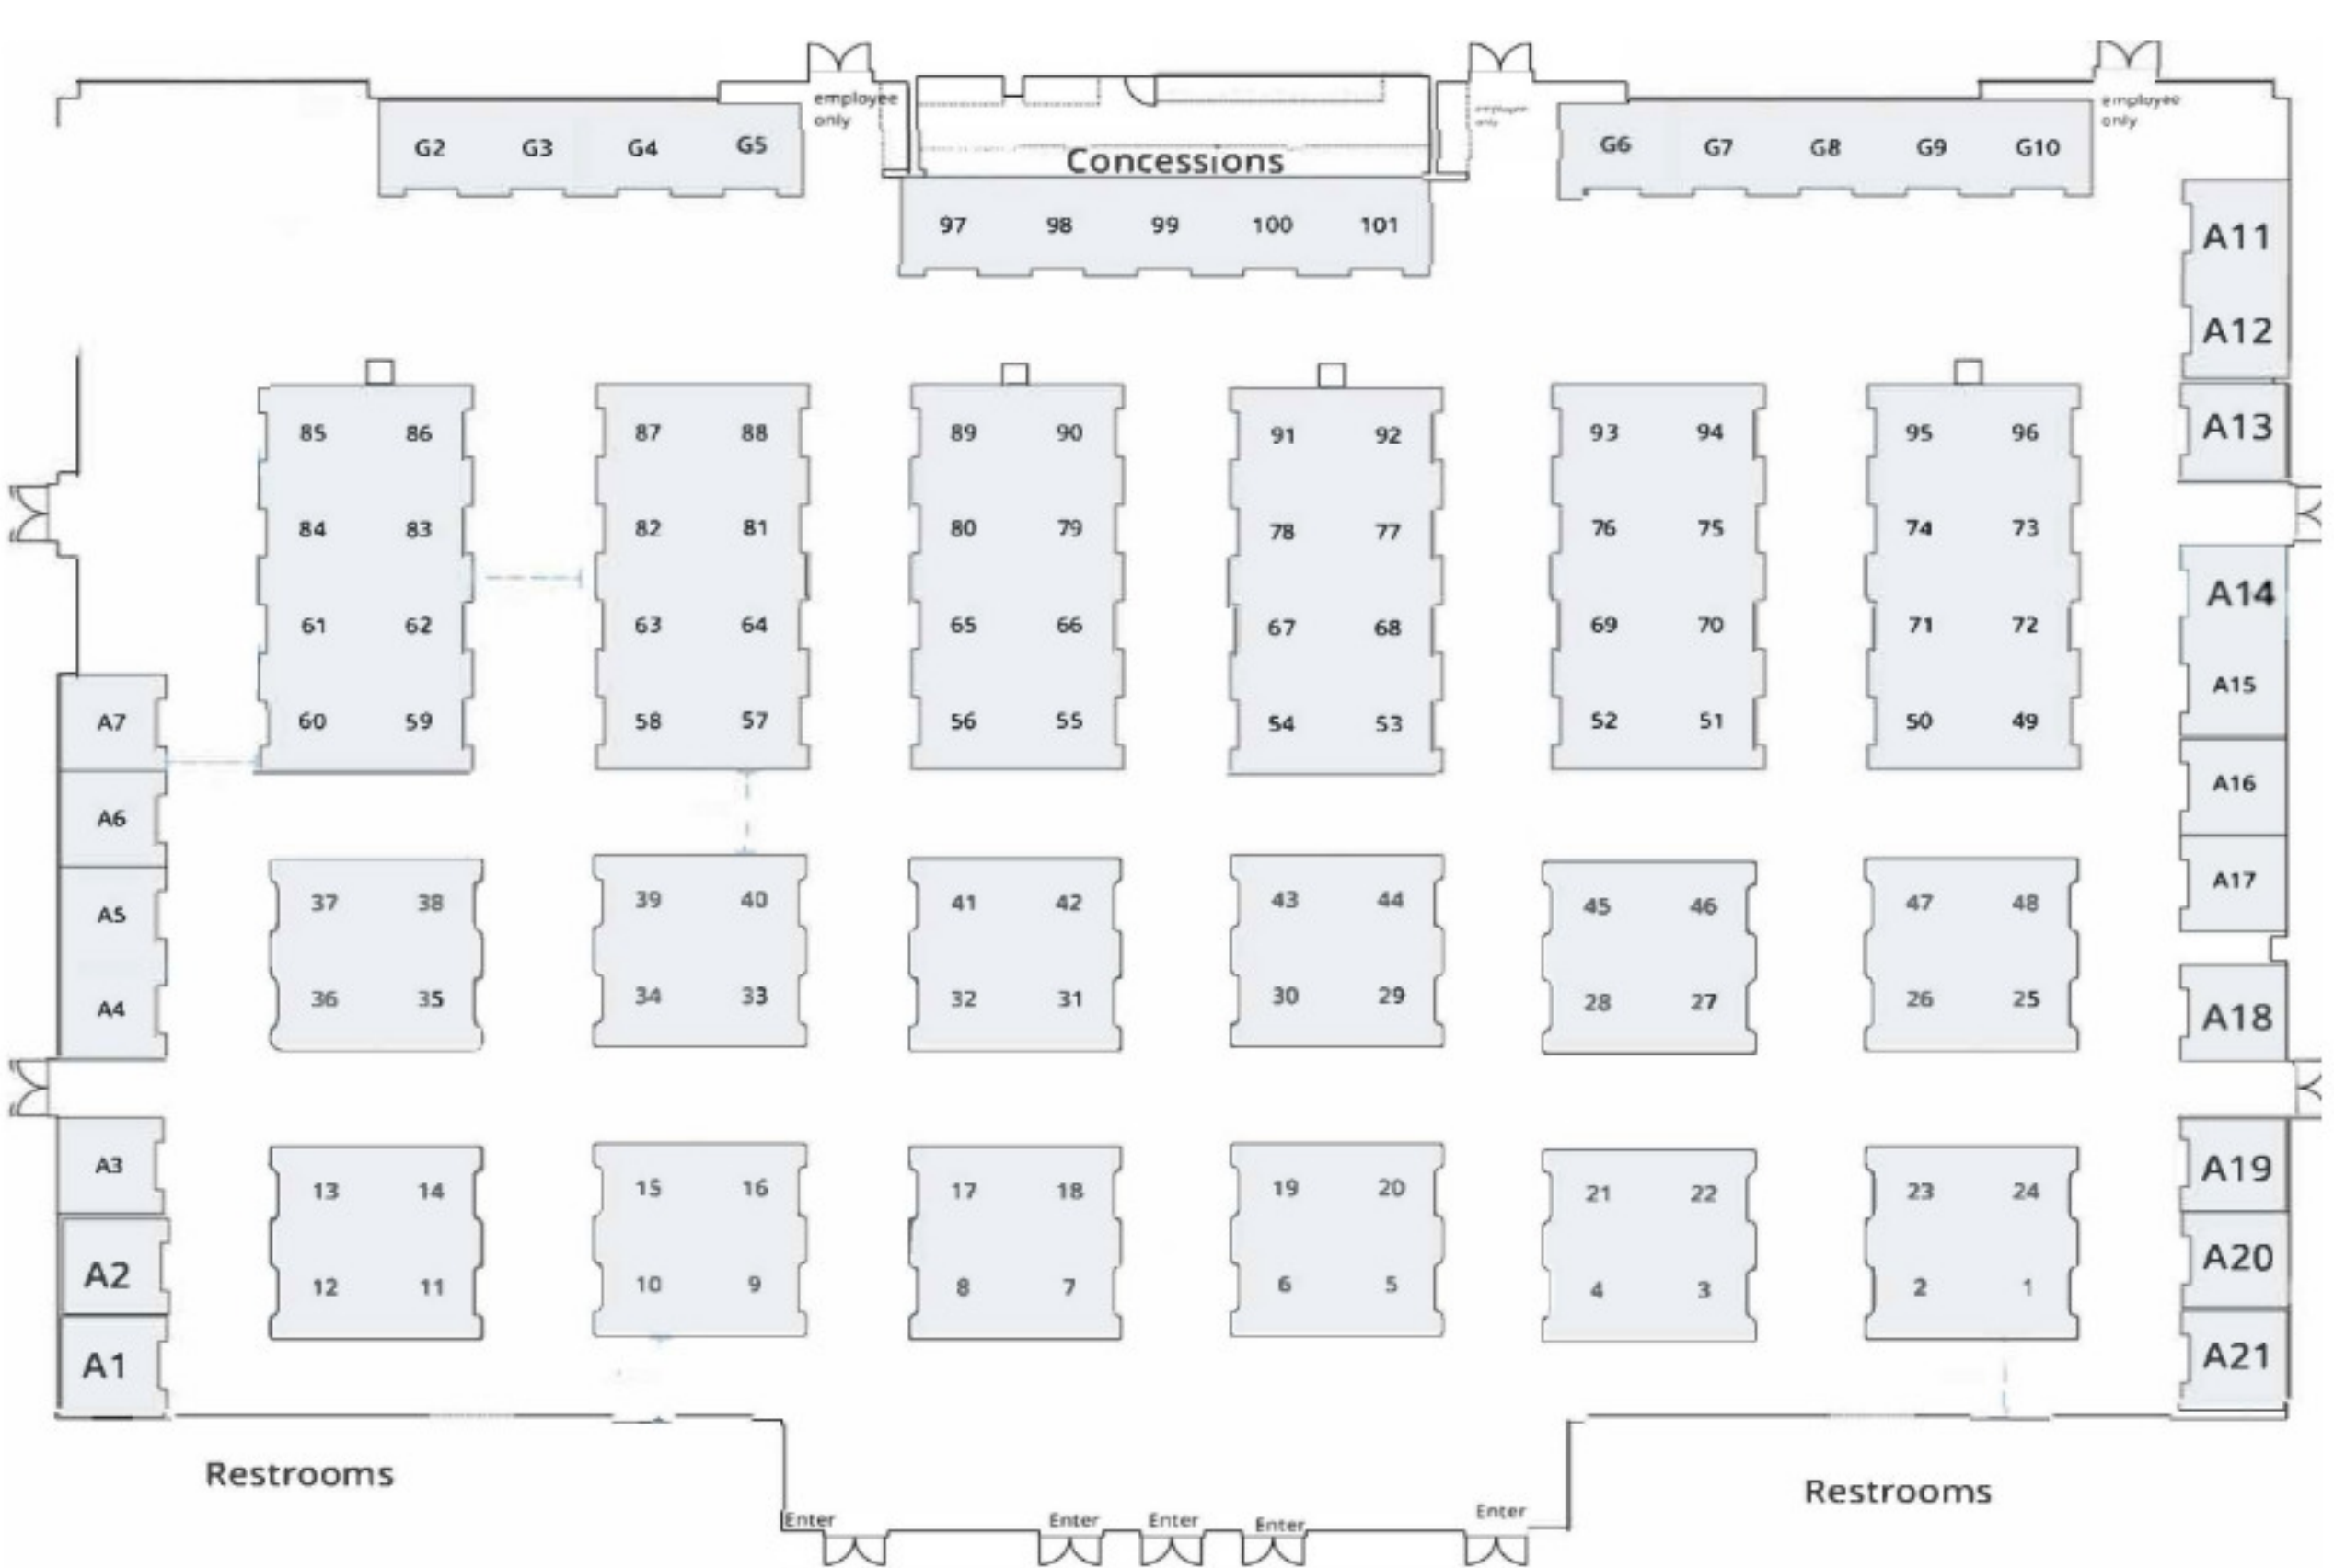 employee only
employee only
employee only
G2 G3 G4 G5
Concessions
G6 G7 G8 G9 G10
97 98 99 100 101
A11
A12
A13
85 86 87 88 89 90 91 92 93 94 95 96
84 83 82 81 80 79 78 77 76 75 74 73
A14
61 62 63 64 65 66 67 68 69 70 71 72
A15
A7 60 59 58 57 56 55 54 53 52 51 50 49
A16
A6
A17
A5 37 38 39 40 41 42 43 44 45 46 47 48
A4 36 35 34 33 32 31 30 29 28 27 26 25
A18
A3 13 14 15 16 17 18 19 20 21 22 23 24 A19
A2 12 11 10 9 8 7 6 5 4 3 2 1 A20
A1 A21
Restrooms
Restrooms
Enter Enter Enter Enter Enter